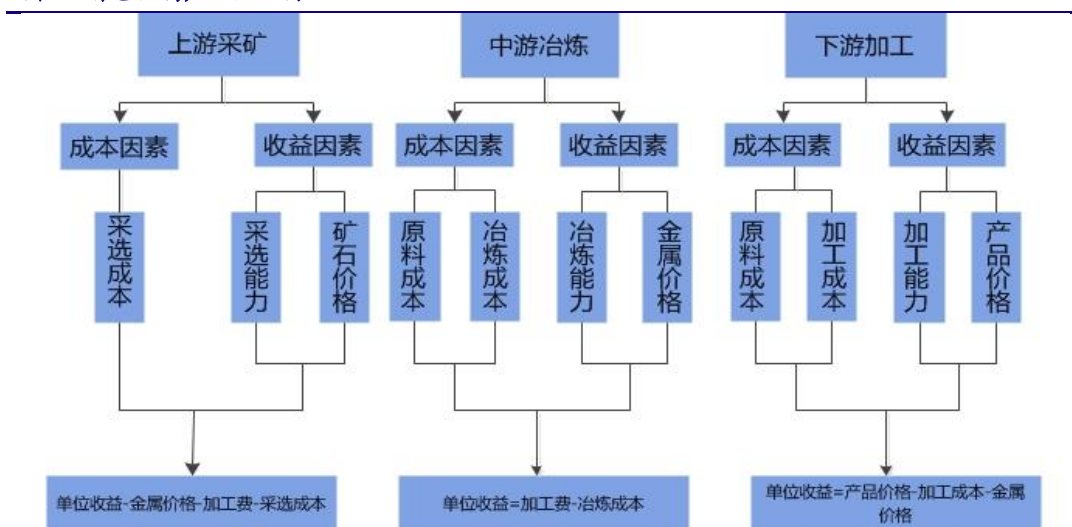 上游采矿
中游冶炼
下游加工
成本因素
收益因素
成本因素
收益因素
成本因素
收益因素
采选成本
采选能力
矿石价格
原料成本
冶炼成本
冶炼能力
金属价格
原料成本
加工成本
加工能力
产品价格
单位收益-金属价格-加工费-采选成本
单位收益=加工费-冶炼成本
单位收益=产品价格-加工成本-金属
价格